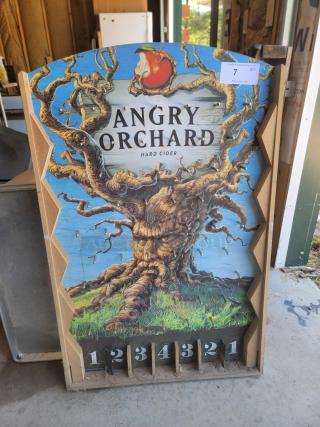 7
ANGRY
ORCHARD
HARD CIDER
1 2 3 4 3 2 1